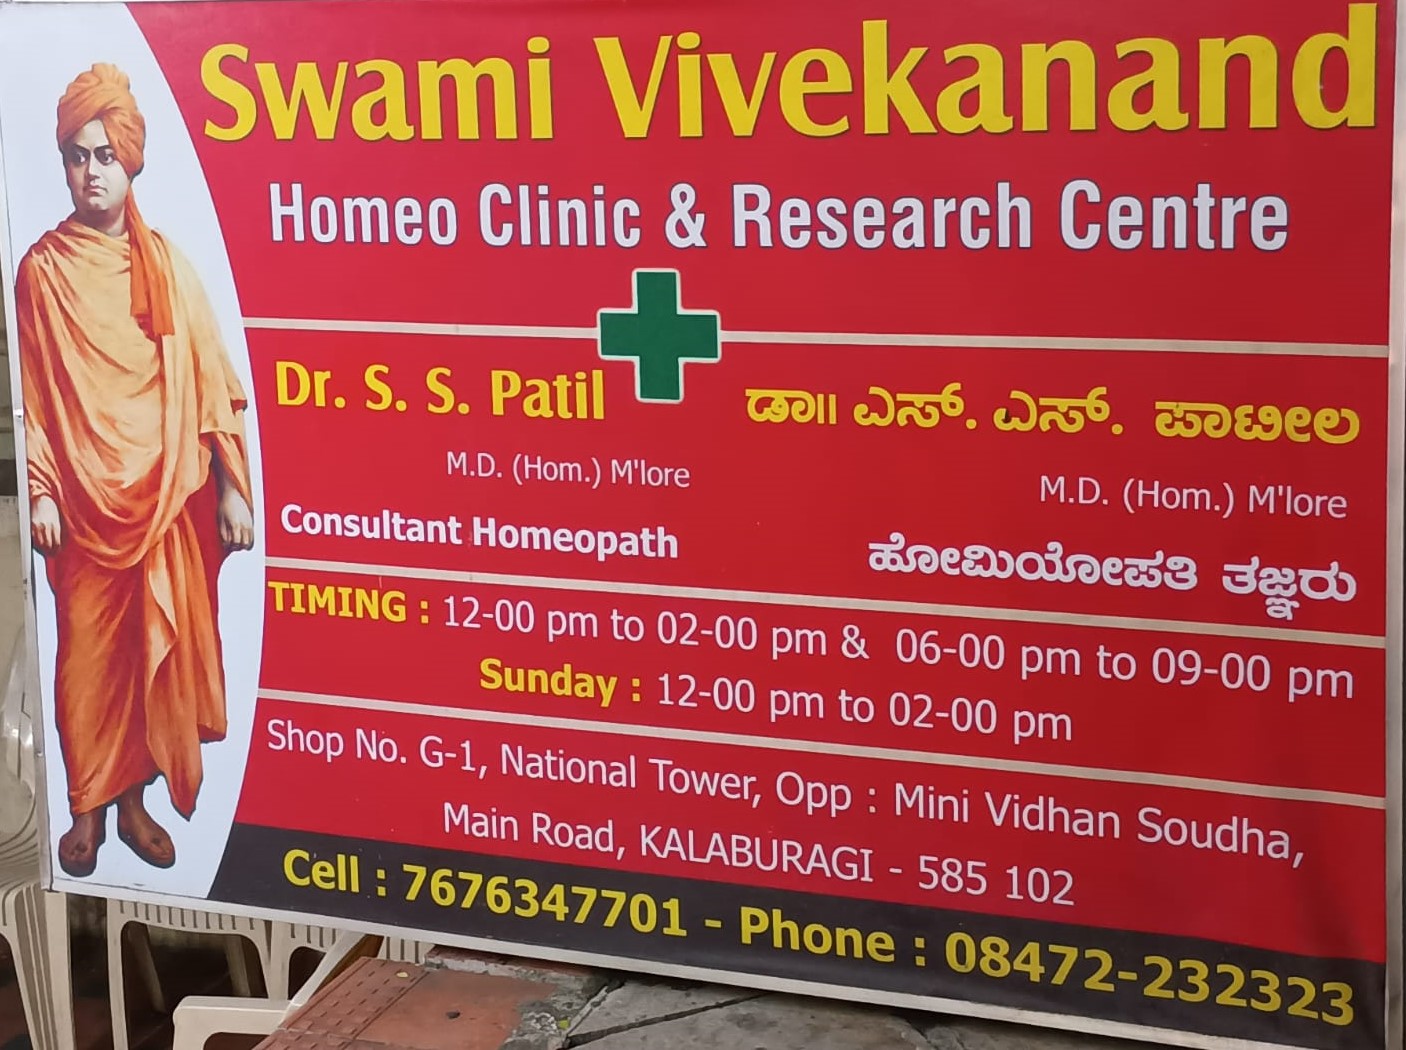 Swami Vivekanand
Homeo Clinic & Research Centre
Dr. S. S. Patil
M.D. (Hom.) M'lore
Consultant Homeopath
ಡಾ॥ ಎಸ್. ಎಸ್. ಪಾಟೀಲ
M.D. (Hom.) M'lore
ಹೋಮಿಯೋಪತಿ ತಜ್ಞರು
TIMING : 12-00 pm to 02-00 pm & 06-00 pm to 09-00 pm
Sunday : 12-00 pm to 02-00 pm
Shop No. G-1, National Tower, Opp : Mini Vidhan Soudha,
Main Road, KALABURAGI - 585 102
Cell : 7676347701 - Phone : 08472-232323